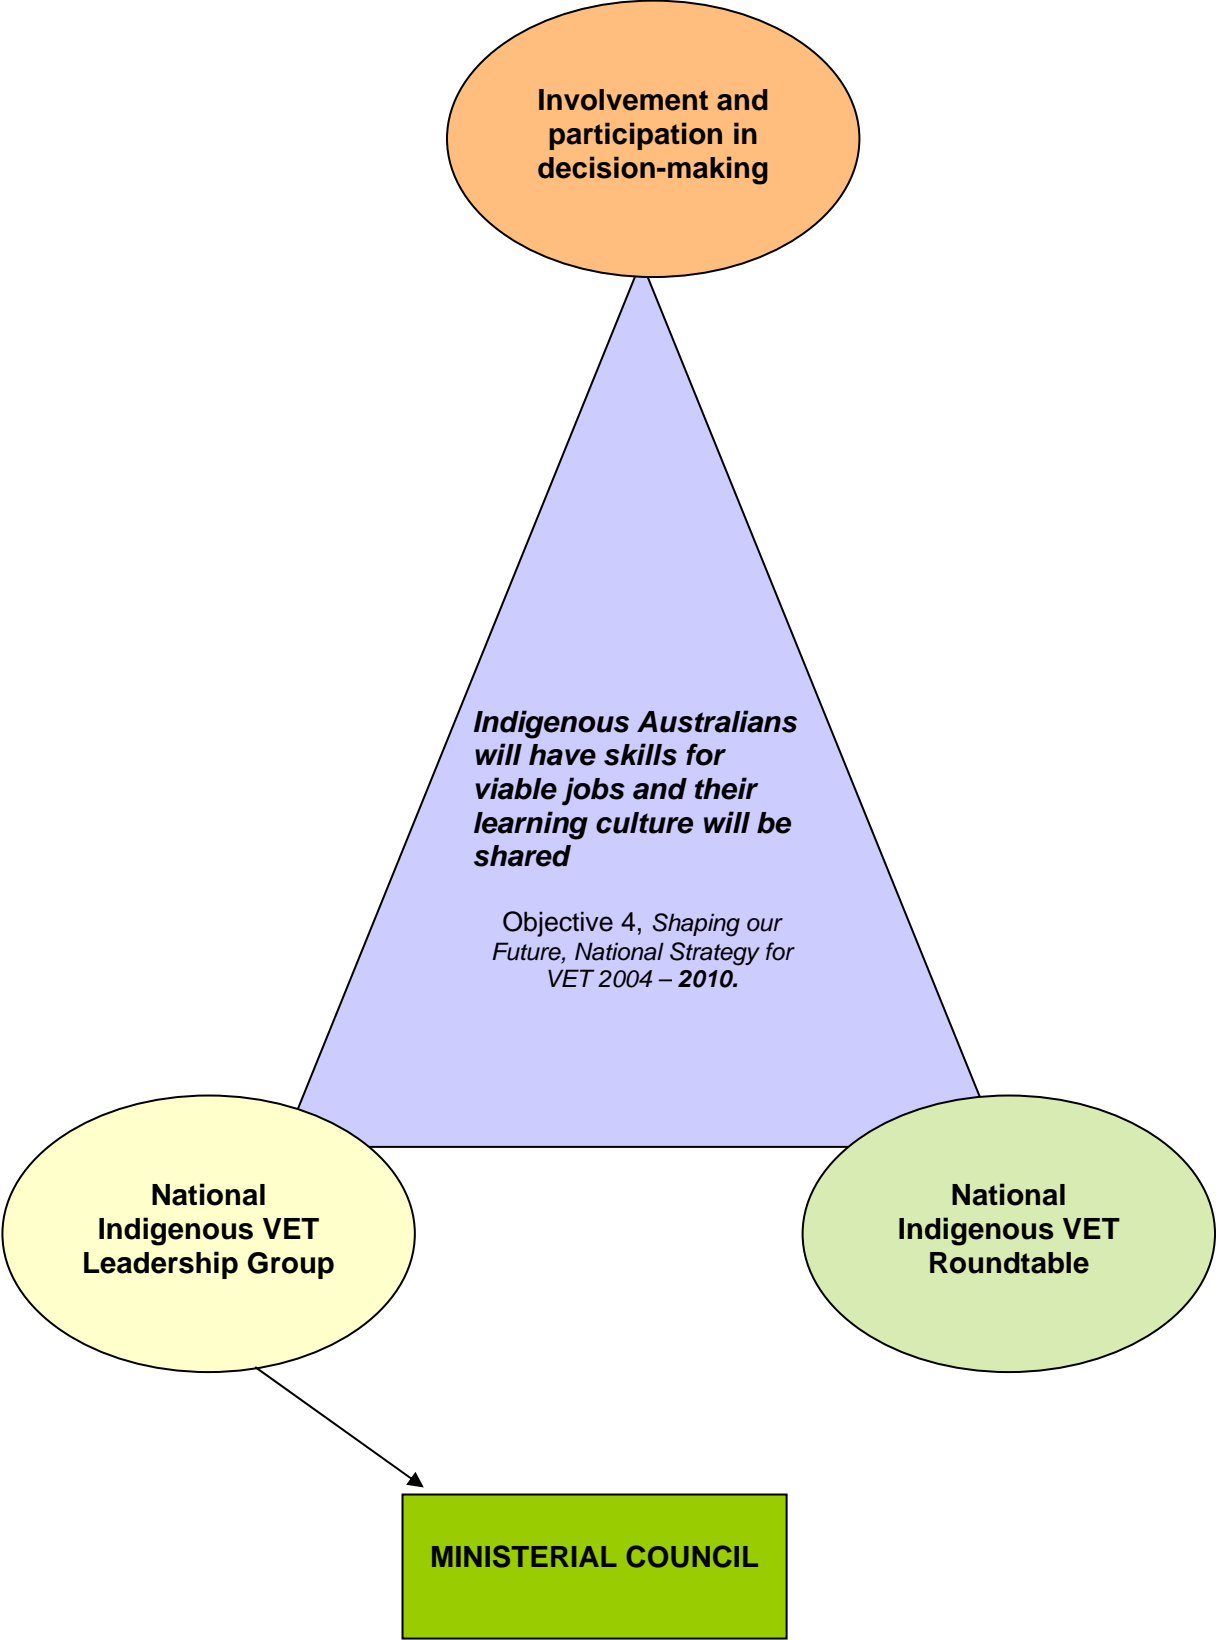 Involvement and
participation in
decision-making
Indigenous Australians
will have skills for
viable jobs and their
learning culture will be
shared
Objective 4, Shaping our
Future, National Strategy for
VET 2004 – 2010.
National
Indigenous VET
Leadership Group
National
Indigenous VET
Roundtable
MINISTERIAL COUNCIL